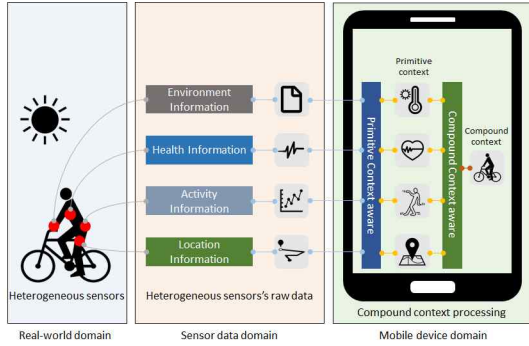 Environment
Information
Health Information
Activity
Information
Location
Information
Heterogeneous sensors
Heterogeneous sensors's raw data
Primitive
context
Primitive Context aware
Compound Context aware
Compound
context
Compound context processing
Real-world domain
Sensor data domain
Mobile device domain